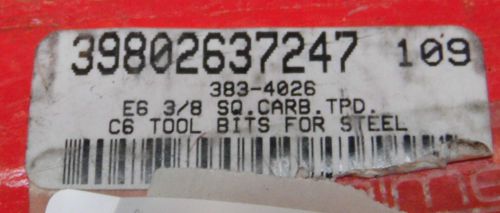 39802637247 109
383-4026
E6 3/8 SQ.CARB.TPD.
C6 TOOL BITS FOR STEEL